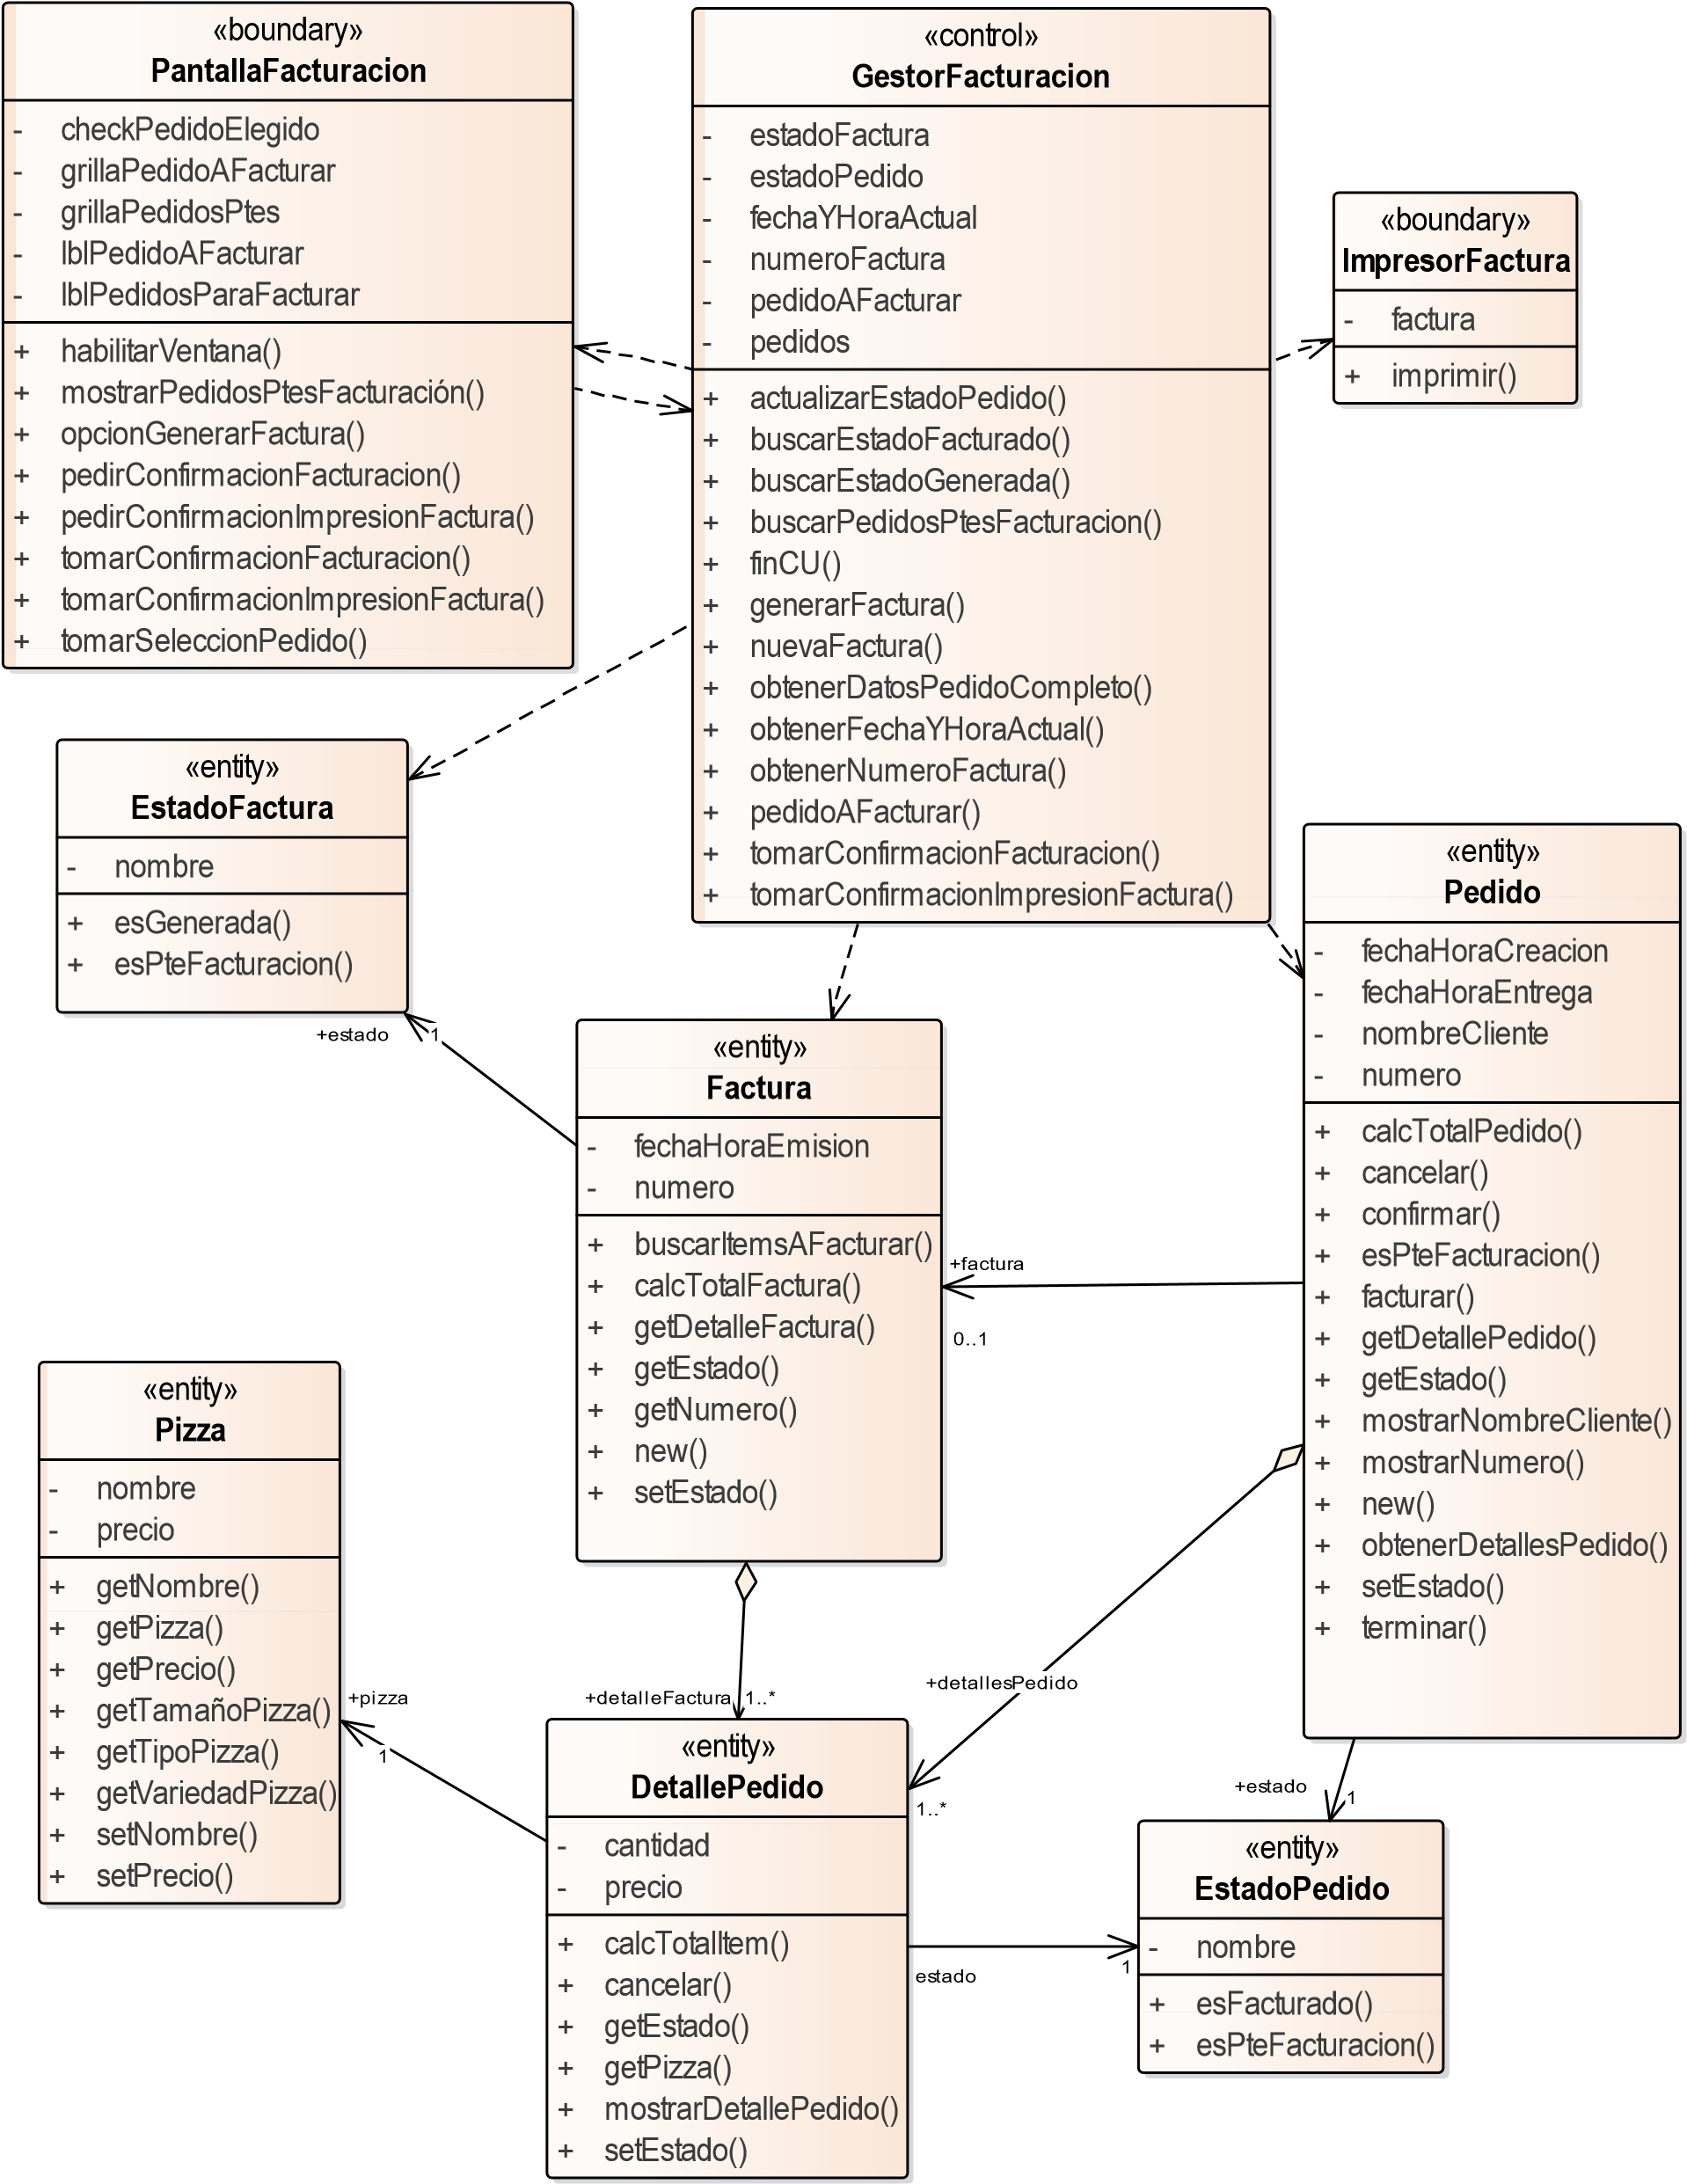 «boundary»
PantallaFacturacion
- checkPedidoElegido
- grillaPedidoAFacturar
- grillaPedidosPtes
- lblPedidoAFacturar
- lblPedidosParaFacturar
+ habilitarVentana()
+ mostrarPedidosPtesFacturación()
+ opcionGenerarFactura()
+ pedirConfirmacionFacturacion()
+ pedirConfirmacionImpresionFactura()
+ tomarConfirmacionFacturacion()
+ tomarConfirmacionImpresionFactura()
+ tomarSeleccionPedido()
«control»
GestorFacturacion
- estadoFactura
- estadoPedido
- fechaYHoraActual
- numeroFactura
- pedidoAFacturar
- pedidos
+ actualizarEstadoPedido()
+ buscarEstadoFacturado()
+ buscarEstadoGenerada()
+ buscarPedidosPtesFacturacion()
+ finCU()
+ generarFactura()
+ nuevaFactura()
+ obtenerDatosPedidoCompleto()
+ obtenerFechaYHoraActual()
+ obtenerNumeroFactura()
+ pedidoAFacturar()
+ tomarConfirmacionFacturacion()
+ tomarConfirmacionImpresionFactura()
«boundary»
ImpresorFactura
- factura
+ imprimir()
«entity»
EstadoFactura
- nombre
+ esGenerada()
+ esPteFacturacion()
+estado
1
«entity»
Factura
- fechaHoraEmision
- numero
+ buscarItemsAFacturar()
+ calcTotalFactura()
+ getDetalleFactura()
+ getEstado()
+ getNumero()
+ new()
+ setEstado()
+factura
0..1
«entity»
Pedido
- fechaHoraCreacion
- fechaHoraEntrega
- nombreCliente
- numero
+ calcTotalPedido()
+ cancelar()
+ confirmar()
+ esPteFacturacion()
+ facturar()
+ getDetallePedido()
+ getEstado()
+ mostrarNombreCliente()
+ mostrarNumero()
+ new()
+ obtenerDetallesPedido()
+ setEstado()
+ terminar()
«entity»
Pizza
- nombre
- precio
+ getNombre()
+ getPizza()
+ getPrecio()
+ getTamañoPizza()
+ getTipoPizza()
+ getVariedadPizza()
+ setNombre()
+ setPrecio()
+pizza
1
+detalleFactura
1..*
+detallesPedido
1..*
«entity»
DetallePedido
- cantidad
- precio
+ calcTotalItem()
+ cancelar()
+ getEstado()
+ getPizza()
+ mostrarDetallePedido()
+ setEstado()
estado
1
+estado
1
«entity»
EstadoPedido
- nombre
+ esFacturado()
+ esPteFacturacion()